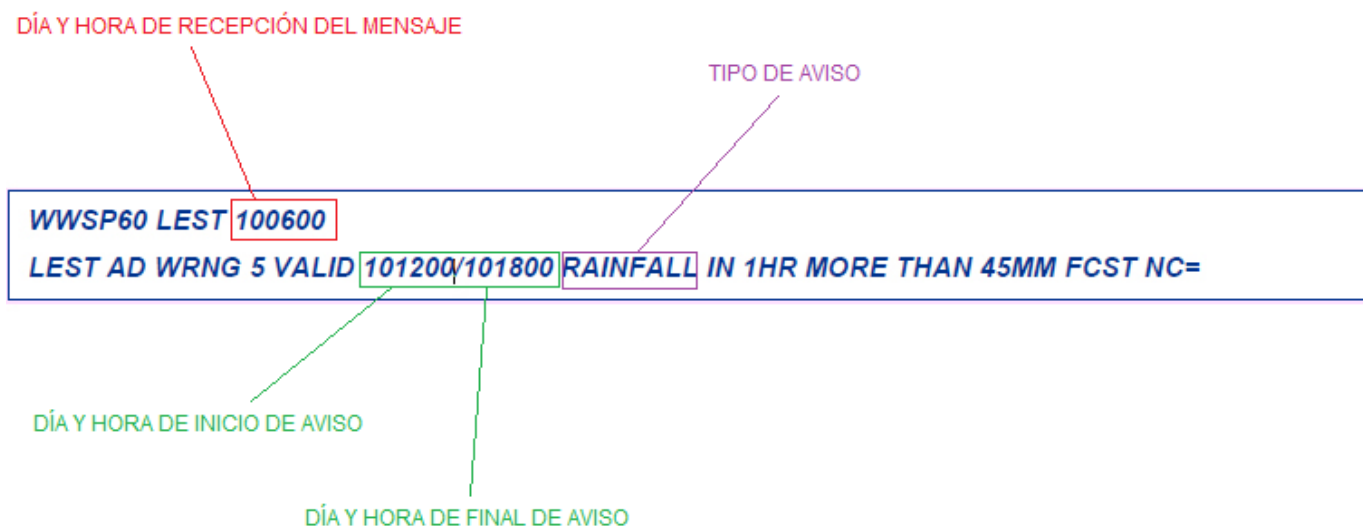 DÍA Y HORA DE RECEPCIÓN DEL MENSAJE
TIPO DE AVISO
WWSP60 LEST 100600
LEST AD WRNG 5 VALID 101200/101800 RAINFALL IN 1HR MORE THAN 45MM FCST NC=
DÍA Y HORA DE INICIO DE AVISO
DÍA Y HORA DE FINAL DE AVISO